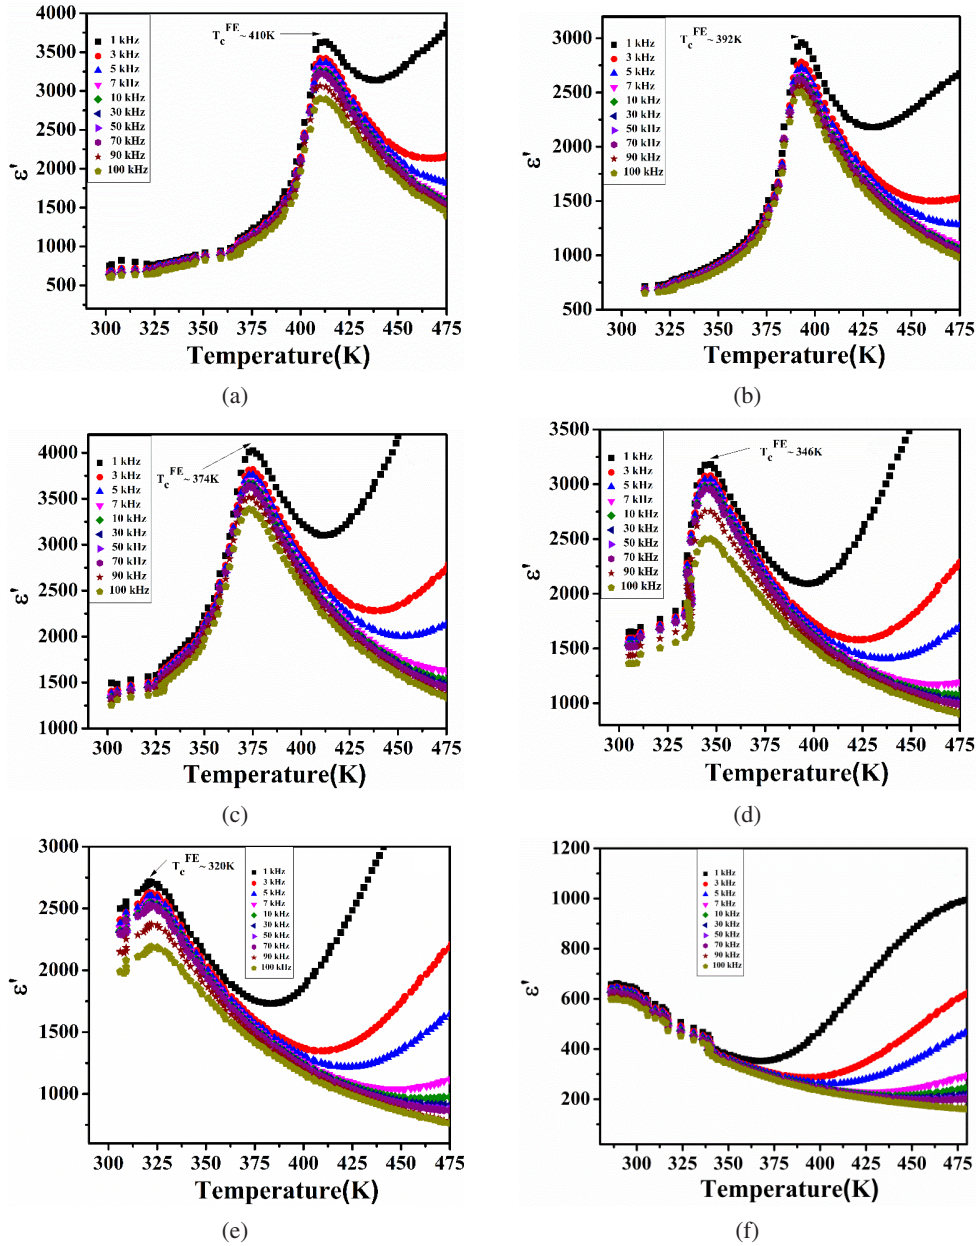 4000
3500
3000
2500
2000
1500
1000
500
ε'
T_c^FE ~ 410K
1 kHz
3 kHz
5 kHz
7 kHz
10 kHz
30 kHz
50 kHz
70 kHz
90 kHz
100 kHz
300 325 350 375 400 425 450 475
Temperature(K)
(a)
3000
2500
2000
1500
1000
500
ε'
T_c^FE ~ 392K
1 kHz
3 kHz
5 kHz
7 kHz
10 kHz
30 kHz
50 kHz
70 kHz
90 kHz
100 kHz
300 325 350 375 400 425 450 475
Temperature(K)
(b)
4000
3500
3000
2500
2000
1500
1000
ε'
T_c^FE ~ 374K
1 kHz
3 kHz
5 kHz
7 kHz
10 kHz
30 kHz
50 kHz
70 kHz
90 kHz
100 kHz
300 325 350 375 400 425 450 475
Temperature(K)
(c)
3500
3000
2500
2000
1500
1000
ε'
T_c^FE ~ 346K
1 kHz
3 kHz
5 kHz
7 kHz
10 kHz
30 kHz
50 kHz
70 kHz
90 kHz
100 kHz
300 325 350 375 400 425 450 475
Temperature(K)
(d)
3000
2500
2000
1500
1000
ε'
T_c^FE ~ 320K
1 kHz
3 kHz
5 kHz
7 kHz
10 kHz
30 kHz
50 kHz
70 kHz
90 kHz
100 kHz
300 325 350 375 400 425 450 475
Temperature(K)
(e)
1200
1000
800
600
400
200
ε'
1 kHz
3 kHz
5 kHz
7 kHz
10 kHz
30 kHz
50 kHz
70 kHz
90 kHz
100 kHz
300 325 350 375 400 425 450 475
Temperature(K)
(f)